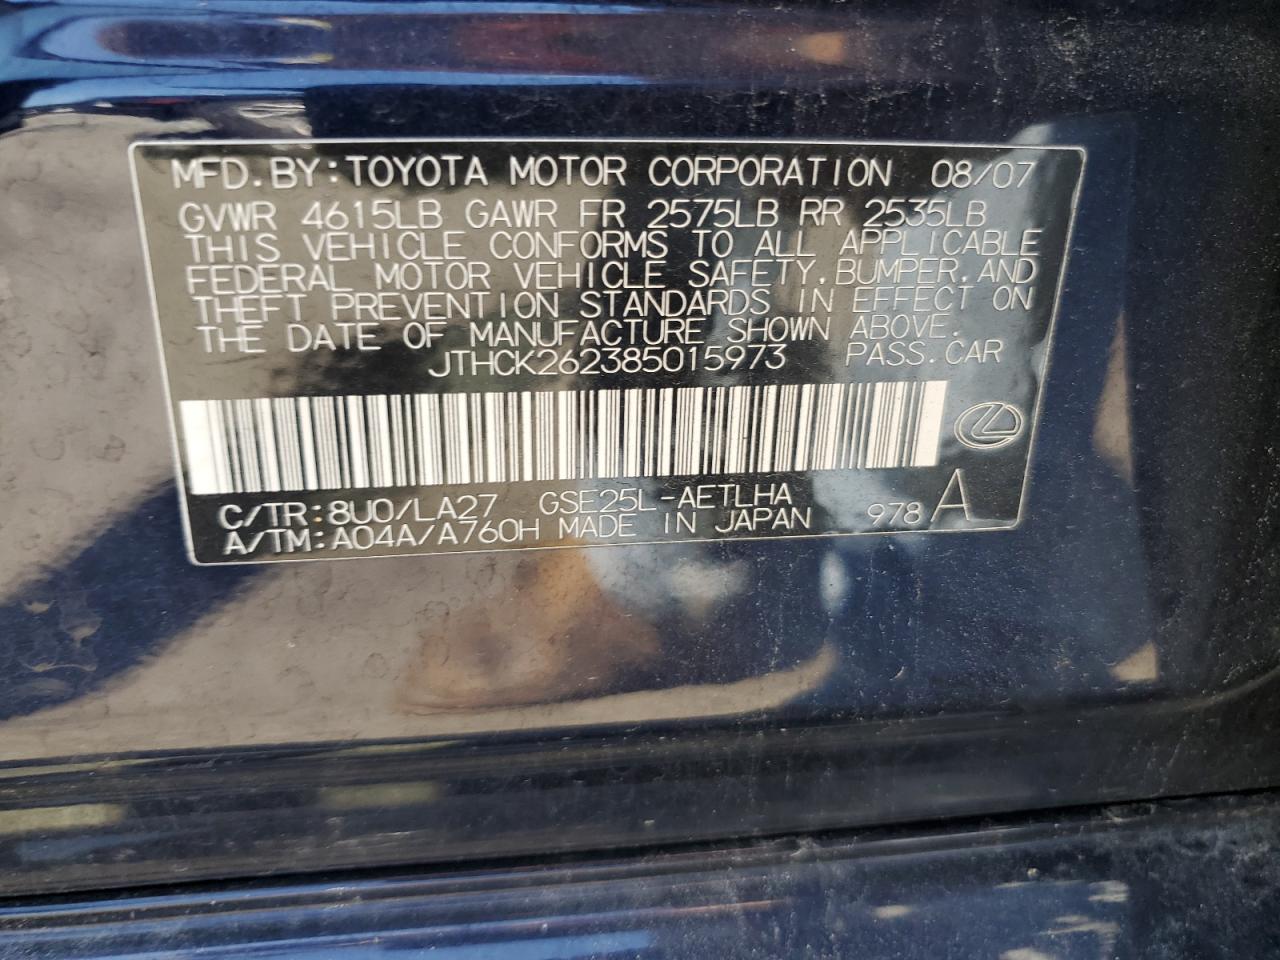 MFD.BY:TOYOTA MOTOR CORPORATION 08/07
GVWR 4615LB GAWR FR 2575LB RR 2535LB
THIS VEHICLE CONFORMS TO ALL APPLICABLE
FEDERAL MOTOR VEHICLE SAFETY,BUMPER,AND
THEFT PREVENTION STANDARDS IN EFFECT ON
THE DATE OF MANUFACTURE SHOWN ABOVE.
JTHCK262385015973 PASS.CAR
C/TR:8U0/LA27 GSE25L-AETLHA
A/TM:A04A/A760H MADE IN JAPAN 978 A